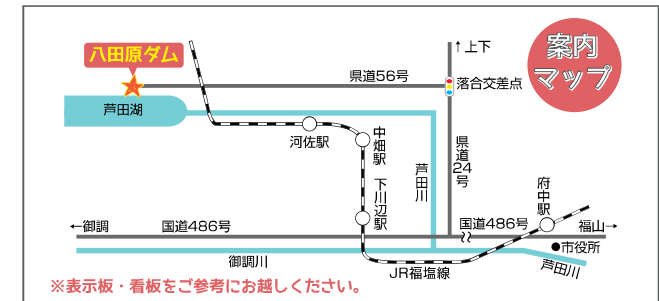 案内
マップ
八田原ダム
↑上下
県道56号
落合交差点
芦田湖
河佐駅
中畑駅
芦田川
県道24号
下川辺駅
府中駅
←御調
国道486号
国道486号
福山→
●市役所
御調川
JR福塩線
芦田川
※表示板・看板をご参考にお越しください。